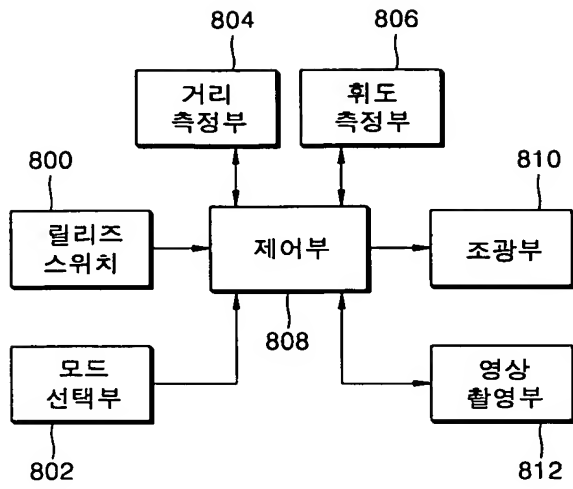 804
806
거리
측정부
휘도
측정부
800
810
릴리즈
스위치
제어부
조광부
808
모드
선택부
영상
촬영부
802
812